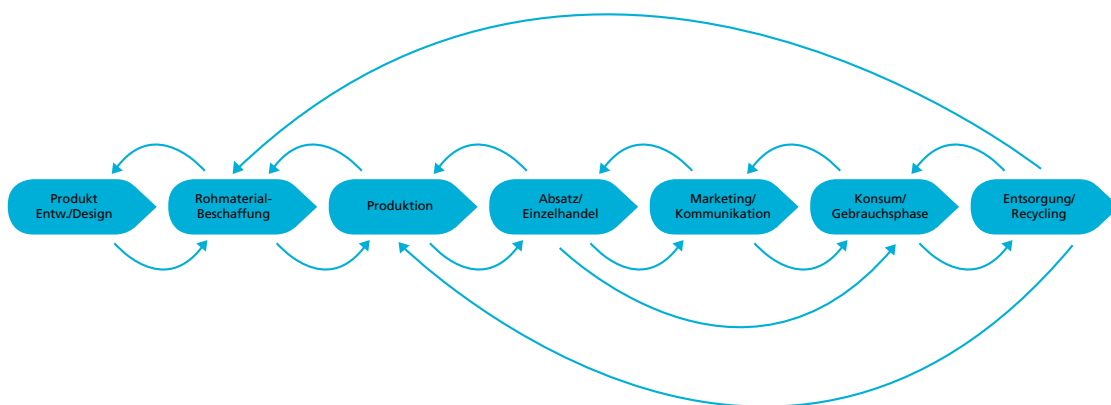 Produkt
Entw./Design
Rohmaterial-
Beschaffung
Produktion
Absatz/
Einzelhandel
Marketing/
Kommunikation
Konsum/
Gebrauchsphase
Entsorgung/
Recycling